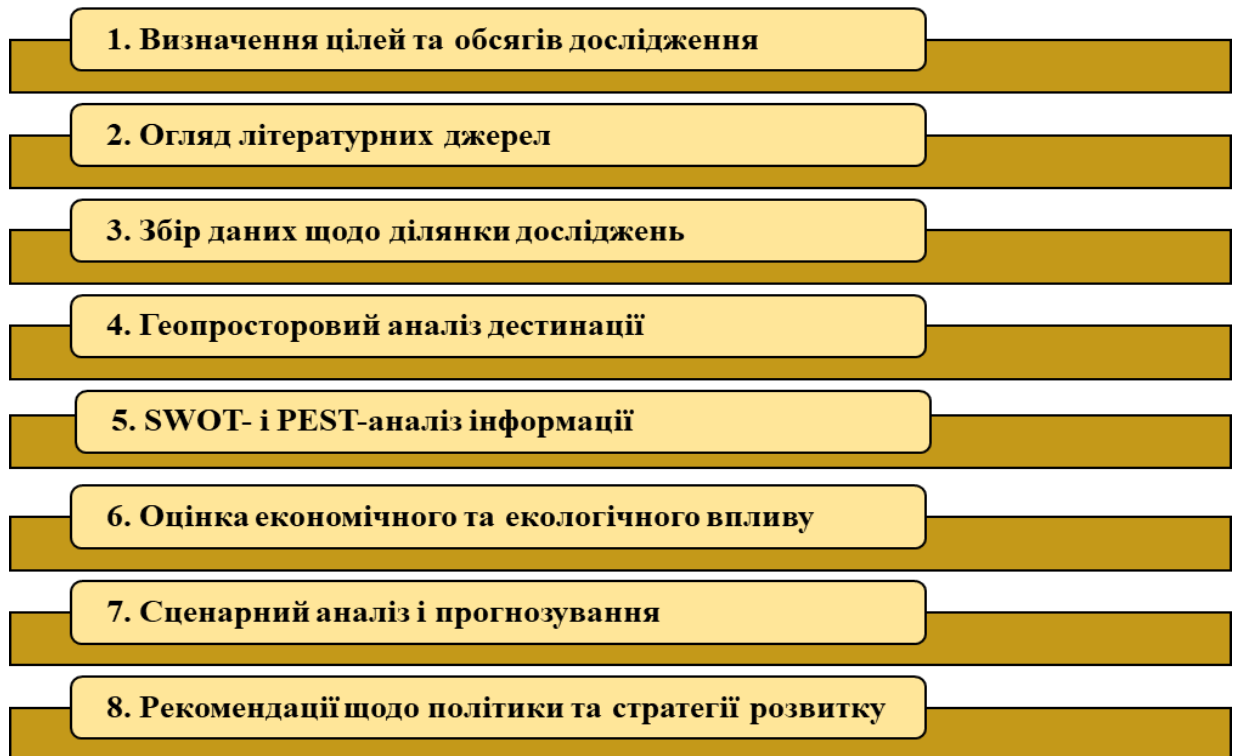 1. Визначення цілей та обсягів дослідження
2. Огляд літературних джерел
3. Збір даних щодо ділянки досліджень
4. Геопросторовий аналіз дестинації
5. SWOT- і PEST-аналіз інформації
6. Оцінка економічного та екологічного впливу
7. Сценарний аналіз і прогнозування
8. Рекомендації щодо політики та стратегії розвитку